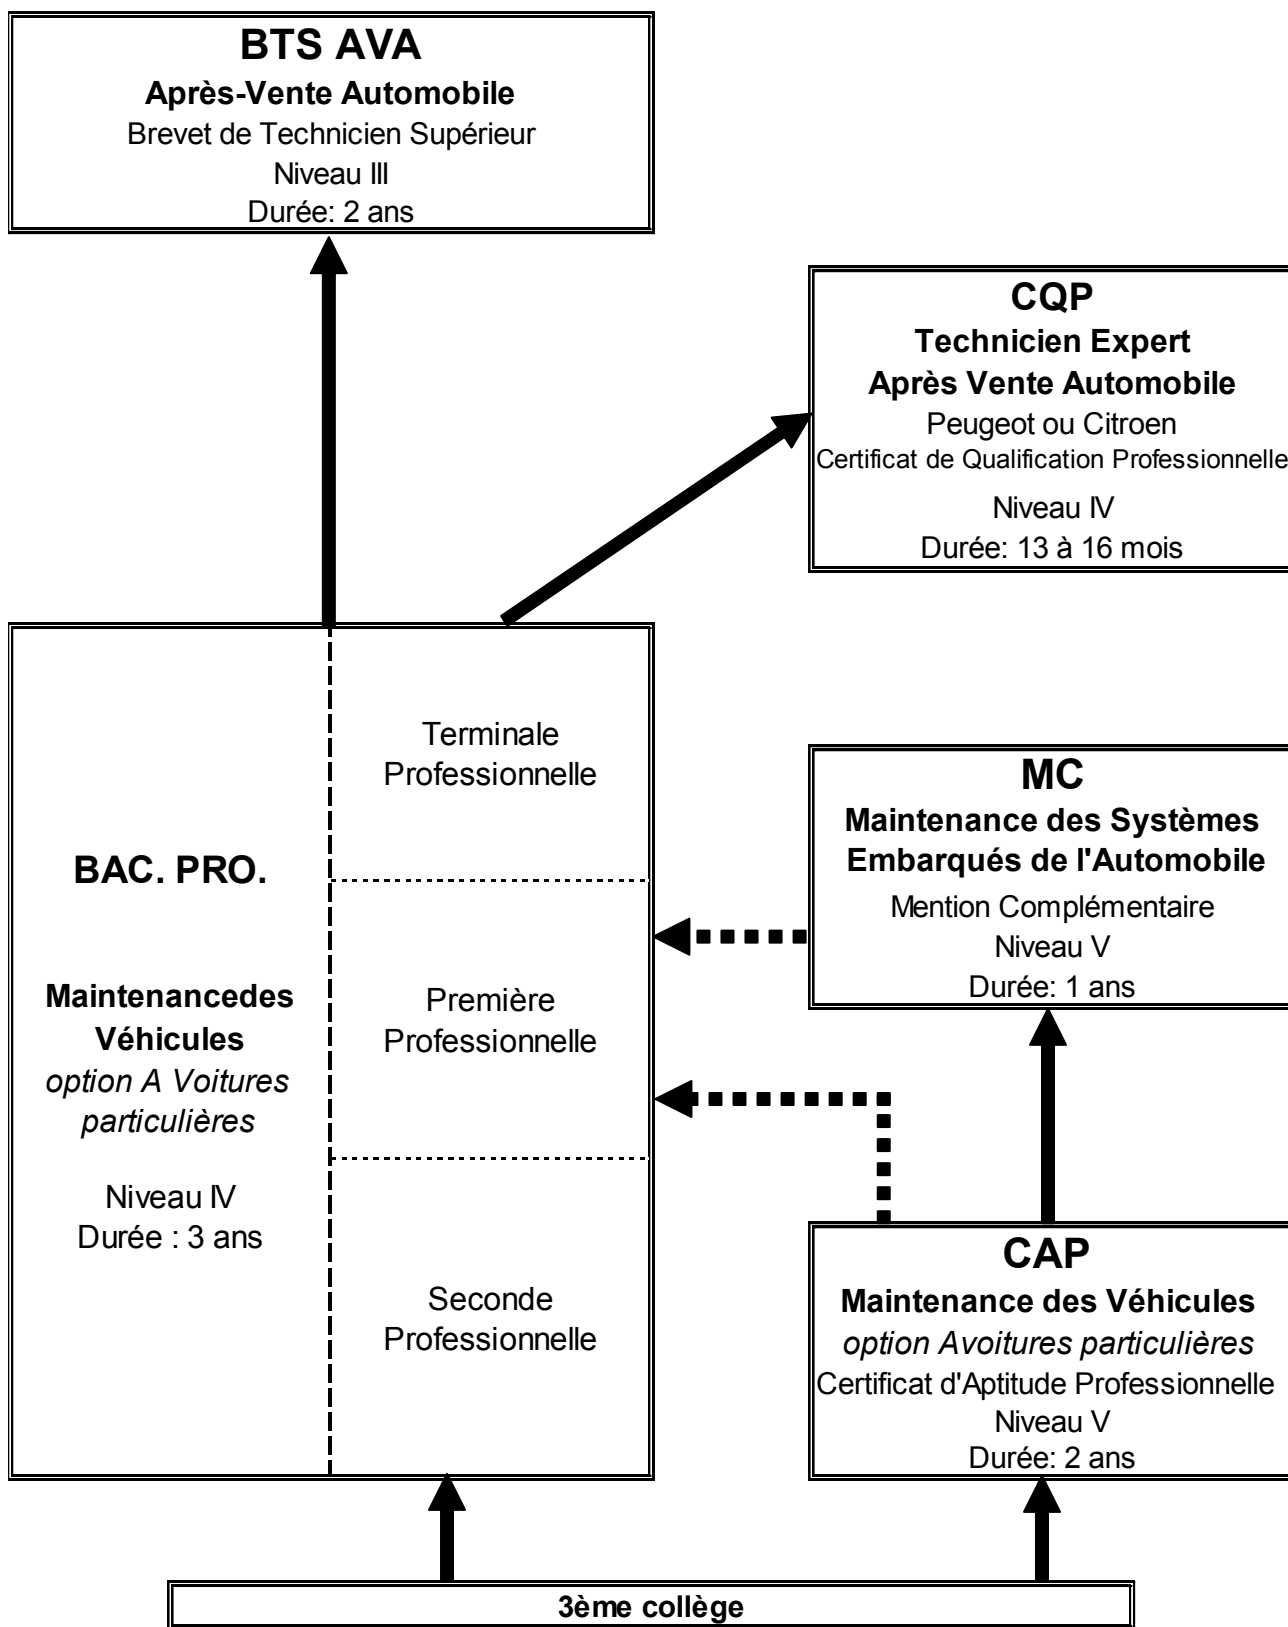 BTS AVA
Après-Vente Automobile
Brevet de Technicien Supérieur
Niveau III
Durée: 2 ans
CQP
Technicien Expert
Après Vente Automobile
Peugeot ou Citroen
Certificat de Qualification Professionnelle
Niveau IV
Durée: 13 à 16 mois
BAC. PRO.
Maintenancedes
Véhicules
option A Voitures
particulières
Niveau IV
Durée : 3 ans
Terminale
Professionnelle
Première
Professionnelle
Seconde
Professionnelle
MC
Maintenance des Systèmes
Embarqués de l'Automobile
Mention Complémentaire
Niveau V
Durée: 1 ans
CAP
Maintenance des Véhicules
option Avoitures particulières
Certificat d'Aptitude Professionnelle
Niveau V
Durée: 2 ans
3ème collège